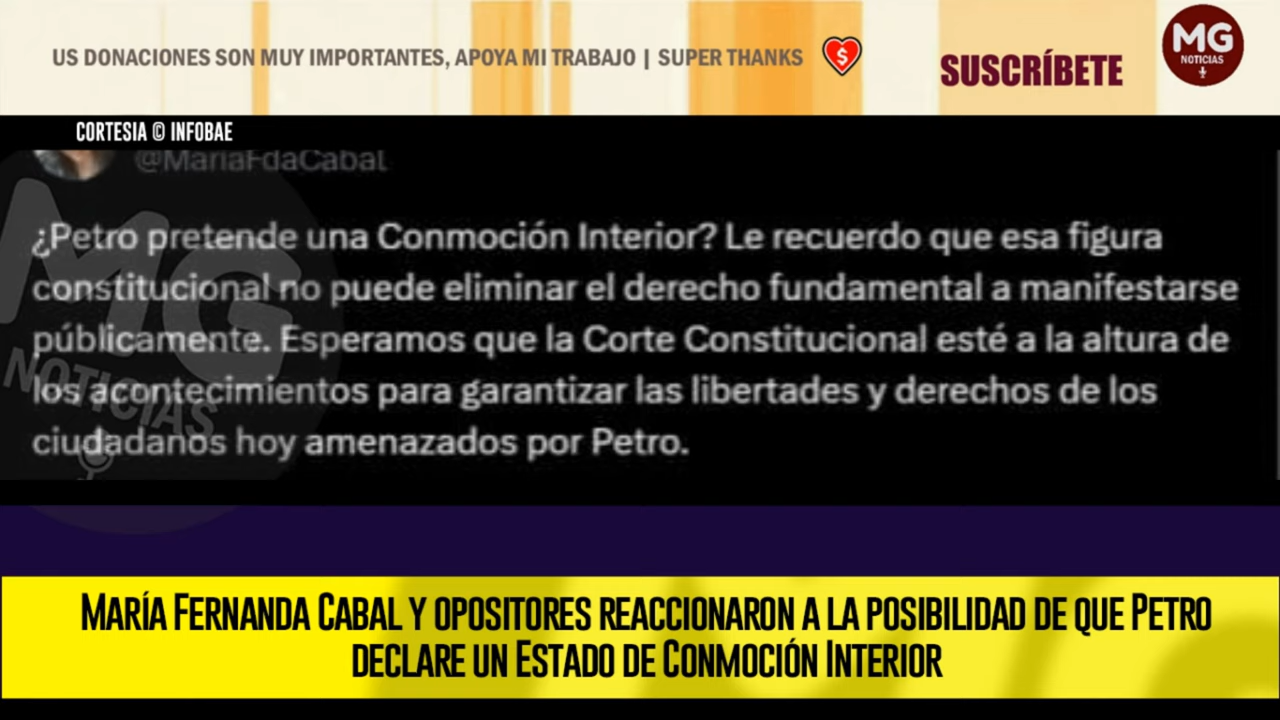 US DONACIONES SON MUY IMPORTANTES, APOYA MI TRABAJO | SUPER THANKS
SUSCRÍBETE
MG
NOTICIAS
CORTESIA © INFOBAE
@MariaFdaCabal
¿Petro pretende una Conmoción Interior? Le recuerdo que esa figura
constitucional no puede eliminar el derecho fundamental a manifestarse
públicamente. Esperamos que la Corte Constitucional esté a la altura de
los acontecimientos para garantizar las libertades y derechos de los
ciudadanos hoy amenazados por Petro.
MG
NOTICIAS
MARÍA FERNANDA CABAL Y OPOSITORES REACCIONARON A LA POSIBILIDAD DE QUE PETRO
DECLARE UN ESTADO DE CONMOCIÓN INTERIOR